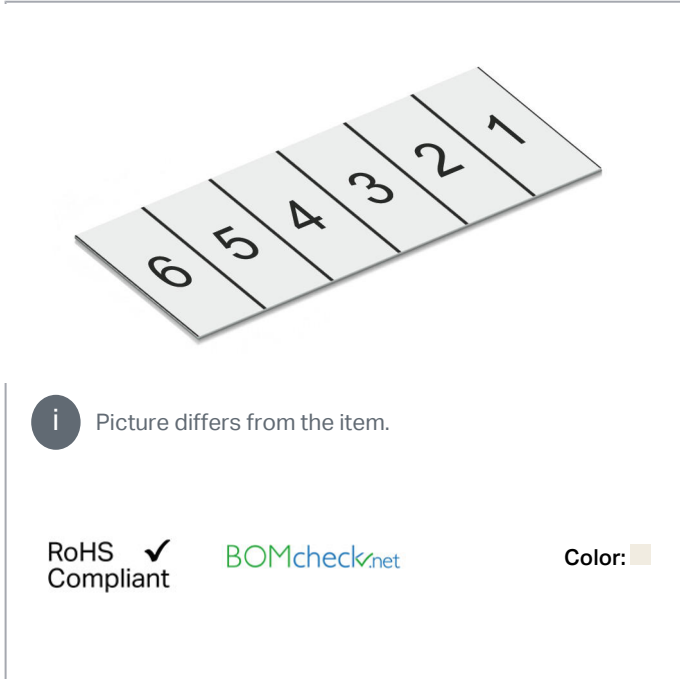 6 5 4 3 2 1
i Picture differs from the item.
RoHS ✓
Compliant
BOMcheck.net
Color: